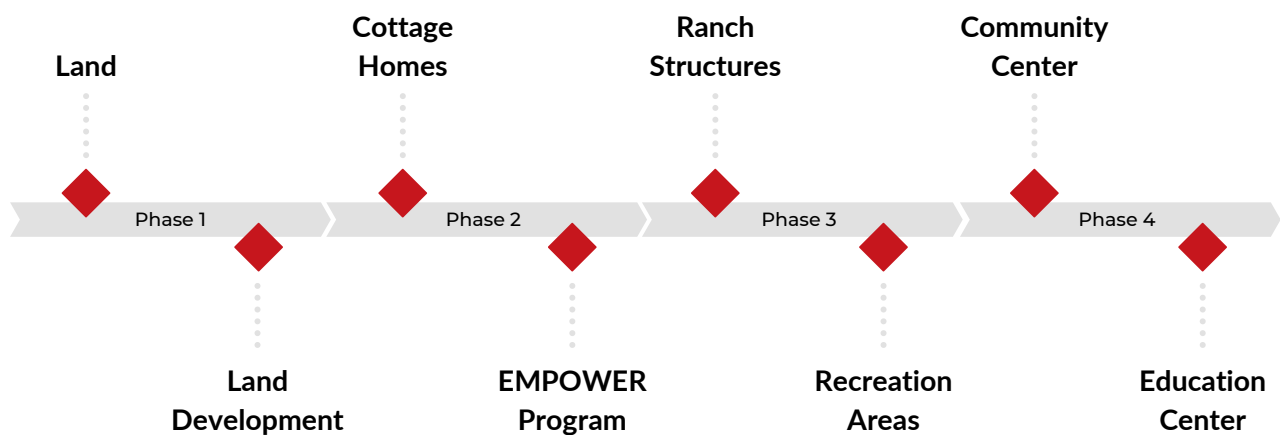 Land
Cottage
Homes
Ranch
Structures
Community
Center
Phase 1
Phase 2
Phase 3
Phase 4
Land
Development
EMPOWER
Program
Recreation
Areas
Education
Center